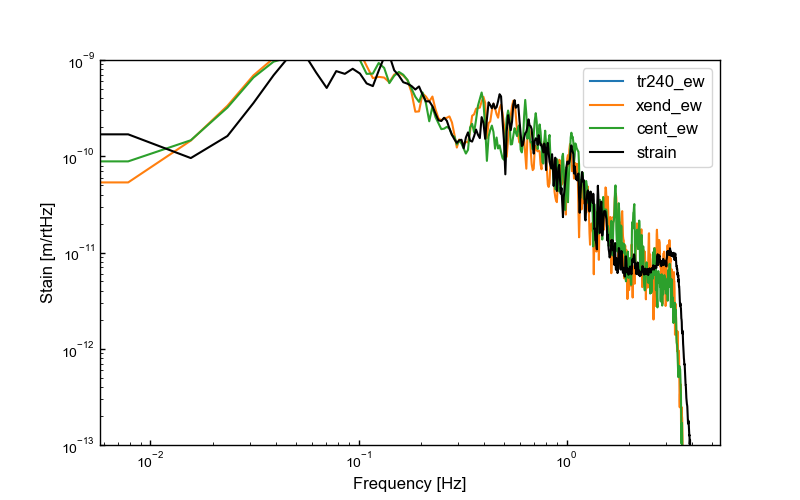 10⁻⁹
10⁻¹⁰
10⁻¹¹
10⁻¹²
10⁻¹³
Stain [m/rtHz]
tr240_ew
xend_ew
cent_ew
strain
10⁻²
10⁻¹
10⁰
Frequency [Hz]